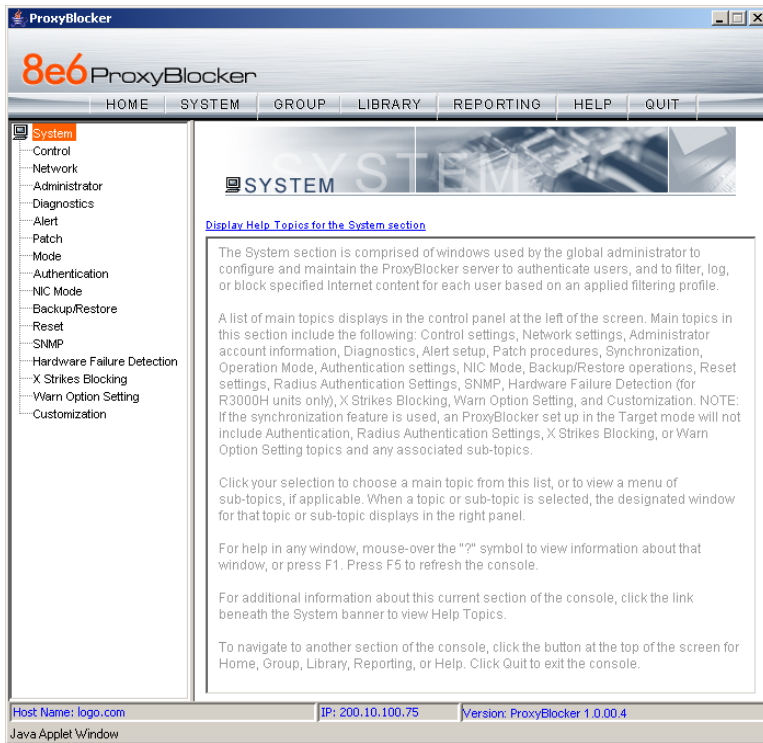 ProxyBlocker
8e6 ProxyBlocker
HOME SYSTEM GROUP LIBRARY REPORTING HELP QUIT
System
Control
Network
Administrator
Diagnostics
Alert
Patch
Mode
Authentication
NIC Mode
Backup/Restore
Reset
SNMP
Hardware Failure Detection
X Strikes Blocking
Warn Option Setting
Customization
SYSTEM
SYSTEM
Display Help Topics for the System section
The System section is comprised of windows used by the global administrator to
configure and maintain the ProxyBlocker server to authenticate users, and to filter, log,
or block specified Internet content for each user based on an applied filtering profile.
A list of main topics displays in the control panel at the left of the screen. Main topics in
this section include the following: Control settings, Network settings, Administrator
account information, Diagnostics, Alert setup, Patch procedures, Synchronization,
Operation Mode, Authentication settings, NIC Mode, Backup/Restore operations, Reset
settings, Radius Authentication Settings, SNMP, Hardware Failure Detection (for
R3000H units only), X Strikes Blocking, Warn Option Setting, and Customization. NOTE:
If the synchronization feature is used, an ProxyBlocker set up in the Target mode will not
include Authentication, Radius Authentication Settings, X Strikes Blocking, or Warn
Option Setting topics and any associated sub-topics.
Click your selection to choose a main topic from this list, or to view a menu of
sub-topics, if applicable. When a topic or sub-topic is selected, the designated window
for that topic or sub-topic displays in the right panel.
For help in any window, mouse-over the "?" symbol to view information about that
window, or press F1. Press F5 to refresh the console.
For additional information about this current section of the console, click the link
beneath the System banner to view Help Topics.
To navigate to another section of the console, click the button at the top of the screen for
Home, Group, Library, Reporting, or Help. Click Quit to exit the console.
Host Name: logo.com IP: 200.10.100.75 Version: ProxyBlocker 1.0.00.4
Java Applet Window